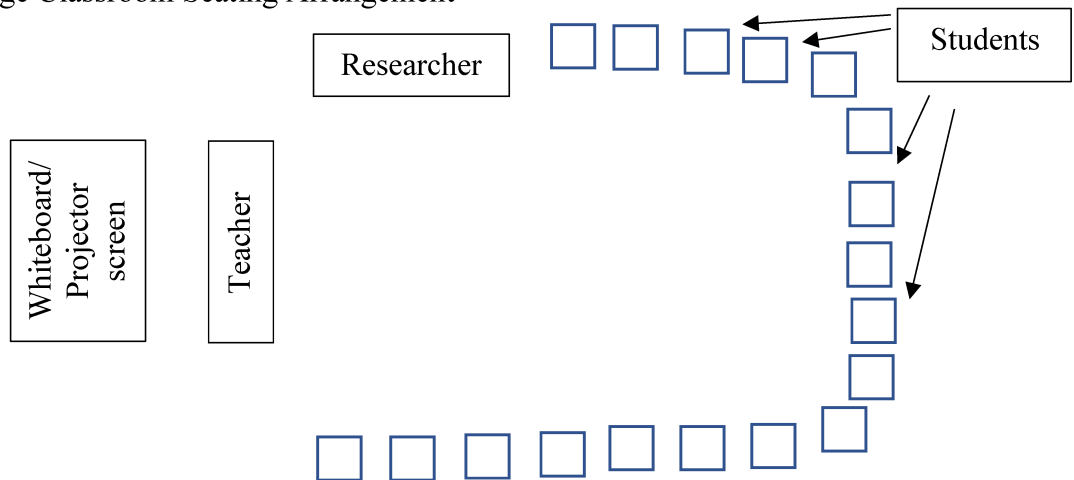 Classroom Seating Arrangement
Researcher
Students
Whiteboard/
Projector
screen
Teacher